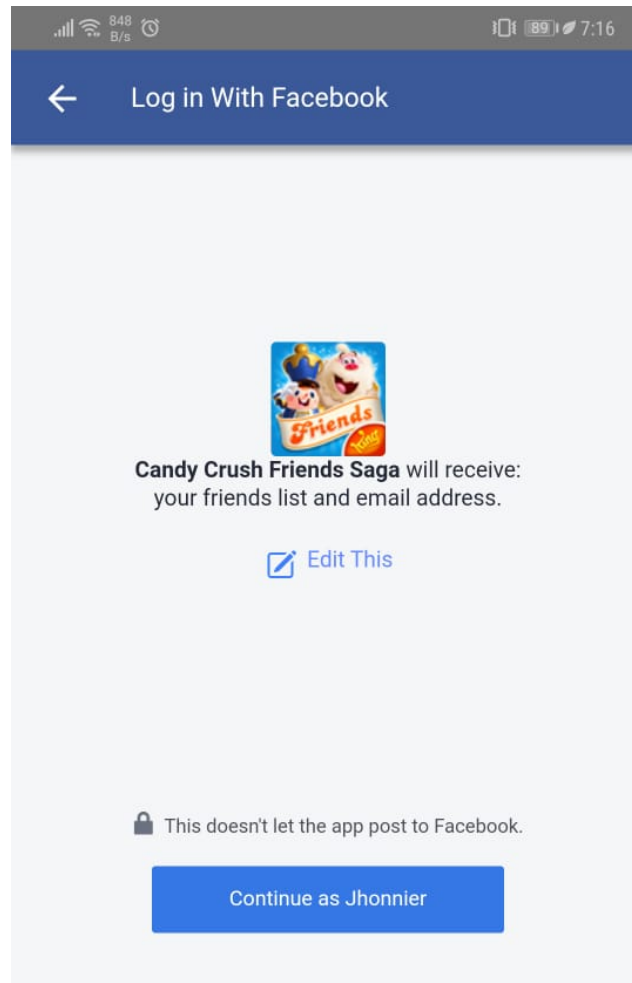 848
B/s
89
7:16
Log in With Facebook
Friends
King
Candy Crush Friends Saga will receive:
your friends list and email address.
Edit This
This doesn't let the app post to Facebook.
Continue as Jhonnier